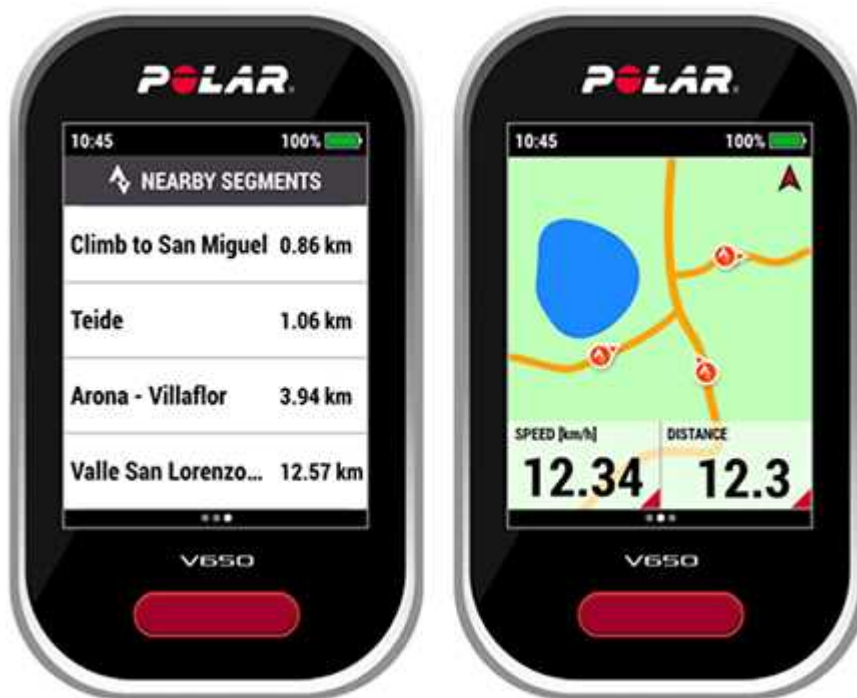 POLAR
10:45 100%
NEARBY SEGMENTS
Climb to San Miguel 0.86 km
Teide 1.06 km
Arona - Villaflor 3.94 km
Valle San Lorenzo... 12.57 km
V650
POLAR
10:45 100%
SPEED [km/h] DISTANCE
12.34 12.3
V650